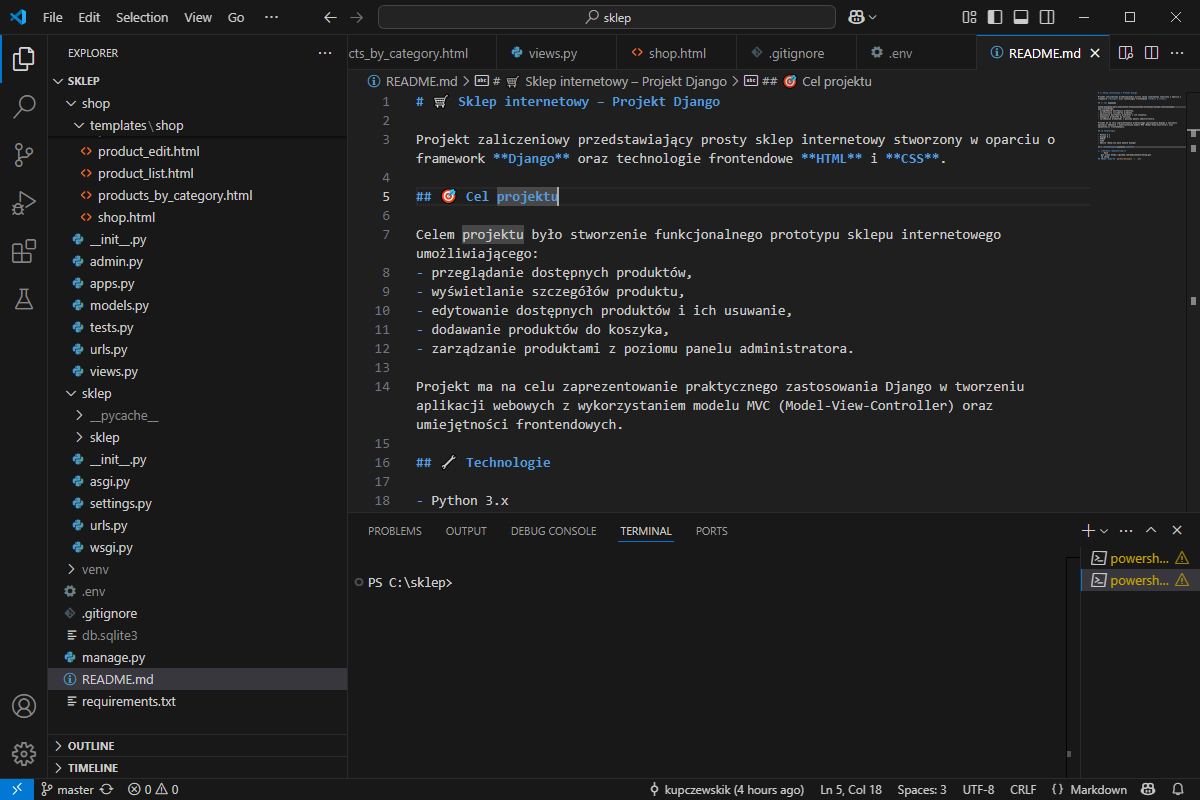 File Edit Selection View Go ··· sklep
EXPLORER ···
SKLEP
shop
templates\shop
product_edit.html
product_list.html
products_by_category.html
shop.html
__init__.py
admin.py
apps.py
models.py
tests.py
urls.py
views.py
sklep
__pycache__
sklep
__init__.py
asgi.py
settings.py
urls.py
wsgi.py
venv
.env
.gitignore
db.sqlite3
manage.py
README.md
requirements.txt
OUTLINE
TIMELINE
cts_by_category.html views.py shop.html .gitignore .env README.md ···
README.md > # 🛒 Sklep internetowy – Projekt Django > ## 🎯 Cel projektu
1 # 🛒 Sklep internetowy – Projekt Django
2
3 Projekt zaliczeniowy przedstawiający prosty sklep internetowy stworzony w oparciu o
framework **Django** oraz technologie frontendowe **HTML** i **CSS**.
4
5 ## 🎯 Cel projektu
6
7 Celem projektu było stworzenie funkcjonalnego prototypu sklepu internetowego
umożliwiającego:
8 - przeglądanie dostępnych produktów,
9 - wyświetlanie szczegółów produktu,
10 - edytowanie dostępnych produktów i ich usuwanie,
11 - dodawanie produktów do koszyka,
12 - zarządzanie produktami z poziomu panelu administratora.
13
14 Projekt ma na celu zaprezentowanie praktycznego zastosowania Django w tworzeniu
aplikacji webowych z wykorzystaniem modelu MVC (Model-View-Controller) oraz
umiejętności frontendowych.
15
16 ## 🔧 Technologie
17
18 - Python 3.x
PROBLEMS OUTPUT DEBUG CONSOLE TERMINAL PORTS
PS C:\sklep>
powersh...
powersh...
master 0 0 kupczewskik (4 hours ago) Ln 5, Col 18 Spaces: 3 UTF-8 CRLF {} Markdown